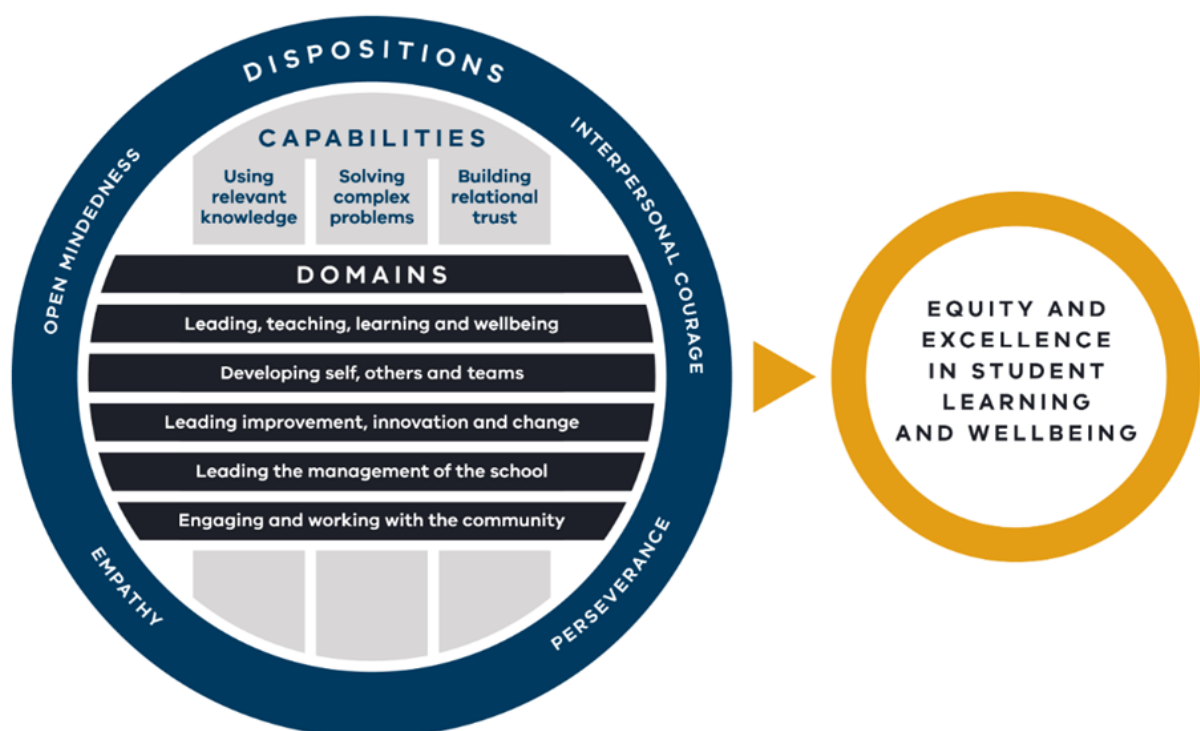 DISPOSITIONS
OPEN MINDEDNESS
INTERPERSONAL COURAGE
EMPATHY
PERSEVERANCE
CAPABILITIES
Using
relevant
knowledge
Solving
complex
problems
Building
relational
trust
DOMAINS
Leading, teaching, learning and wellbeing
Developing self, others and teams
Leading improvement, innovation and change
Leading the management of the school
Engaging and working with the community
EQUITY AND
EXCELLENCE
IN STUDENT
LEARNING
AND WELLBEING